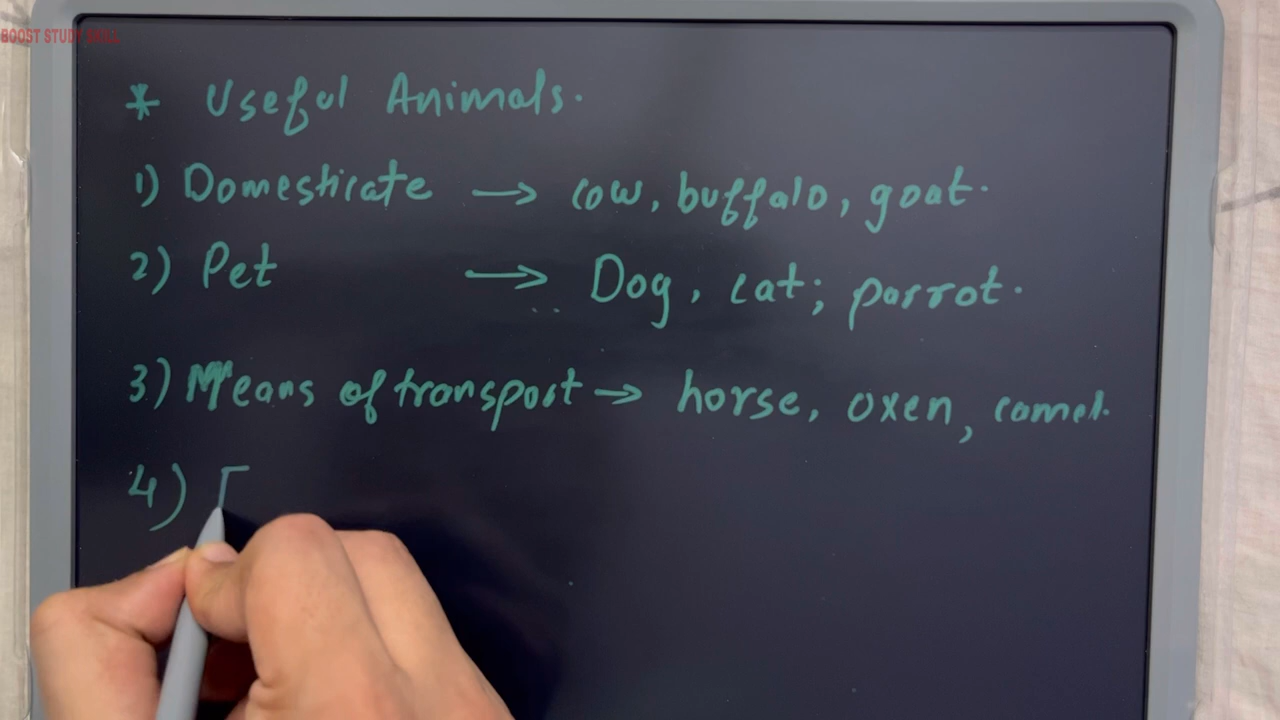 BOOST STUDY SKILL
* Useful Animals.
1) Domesticate → cow, buffalo, goat.
2) Pet → Dog, cat; parrot.
3) Means of transport → horse, oxen, camel.
4)